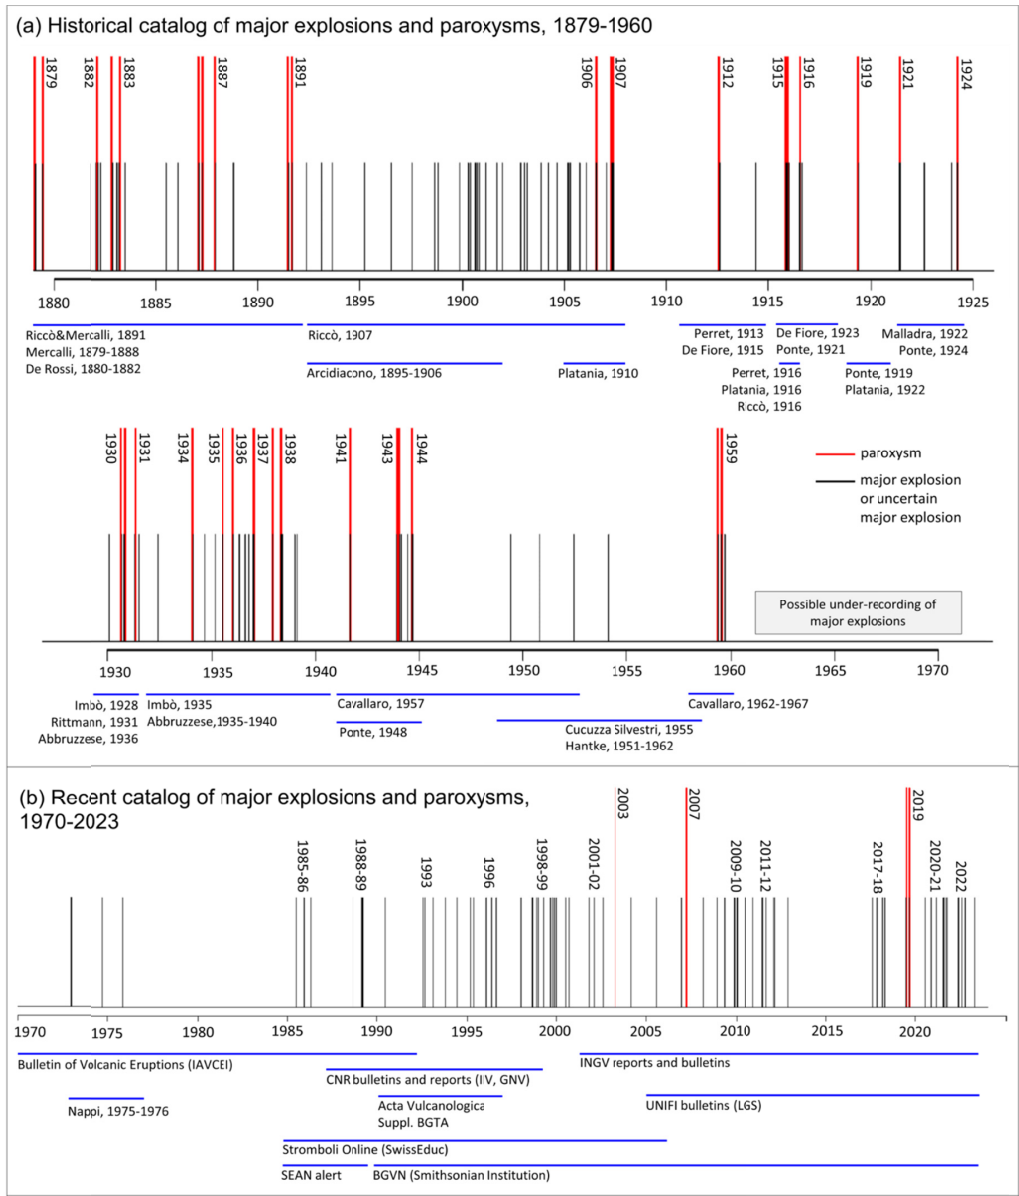 (a) Historical catalog of major explosions and paroxysms, 1879-1960
1879
1882
1883
1887
1891
1906
1907
1912
1915
1916
1919
1921
1924
1880 1885 1890 1895 1900 1905 1910 1915 1920 1925
Riccò&Mercalli, 1891
Mercalli, 1879-1888
De Rossi, 1880-1882
Riccò, 1907
Arcidiacono, 1895-1906
Platania, 1910
Perret, 1913
De Fiore, 1915
De Fiore, 1923
Ponte, 1921
Perret, 1916
Platania, 1916
Riccò, 1916
Ponte, 1919
Platania, 1922
Malladra, 1922
Ponte, 1924
1930
1931
1934
1935
1936
1937
1938
1941
1943
1944
1959
paroxysm
major explosion
or uncertain
major explosion
Possible under-recording of
major explosions
1930 1935 1940 1945 1950 1955 1960 1965 1970
Imbò, 1928
Rittmann, 1931
Abbruzzese, 1936
Imbò, 1935
Abbruzzese,1935-1940
Cavallaro, 1957
Ponte, 1948
Cucuzza Silvestri, 1955
Hantke, 1951-1962
Cavallaro, 1962-1967
(b) Recent catalog of major explosions and paroxysms,
1970-2023
1985-86
1988-89
1993
1996
1998-99
2001-02
2003
2007
2009-10
2011-12
2017-18
2019
2020-21
2022
1970 1975 1980 1985 1990 1995 2000 2005 2010 2015 2020
Bulletin of Volcanic Eruptions (IAVCEI)
CNR bulletins and reports (IIV, GNV)
INGV reports and bulletins
Nappi, 1975-1976
Acta Vulcanologica
Suppl. BGTA
UNIFI bulletins (LGS)
Stromboli Online (SwissEduc)
SEAN alert
BGVN (Smithsonian Institution)